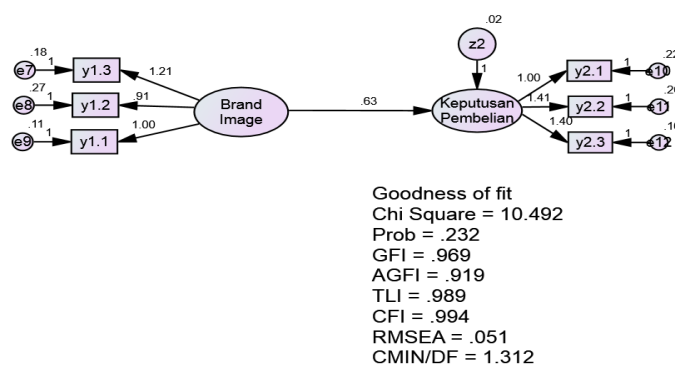 .18
e7
1
y1.3
1.21
.27
e8
1
y1.2
.91
.11
e9
1
y1.1
1.00
Brand
Image
.63
.02
z2
1
Keputusan
Pembelian
1.00
y2.1
1
e10
1.41
y2.2
1
e11
1.40
y2.3
1
e12
Goodness of fit
Chi Square = 10.492
Prob = .232
GFI = .969
AGFI = .919
TLI = .989
CFI = .994
RMSEA = .051
CMIN/DF = 1.312